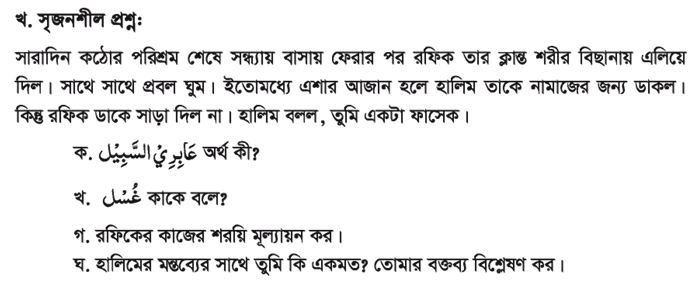 খ. সৃজনশীল প্রশ্ন:
সারাদিন কঠোর পরিশ্রম শেষে সন্ধ্যায় বাসায় ফেরার পর রফিক তার ক্লান্ত শরীর বিছানায় এলিয়ে
দিল। সাথে সাথে প্রবল ঘুম। ইতোমধ্যে এশার আজান হলে হালিম তাকে নামাজের জন্য ডাকল।
কিন্তু রফিক ডাকে সাড়া দিল না। হালিম বলল, তুমি একটা ফাসেক।
ক. عَابِرِيْ السَّبِيْل অর্থ কী?
খ. غُسْل কাকে বলে?
গ. রফিকের কাজের শরয়ি মূল্যায়ন কর।
ঘ. হালিমের মন্তব্যের সাথে তুমি কি একমত? তোমার বক্তব্য বিশ্লেষণ কর।